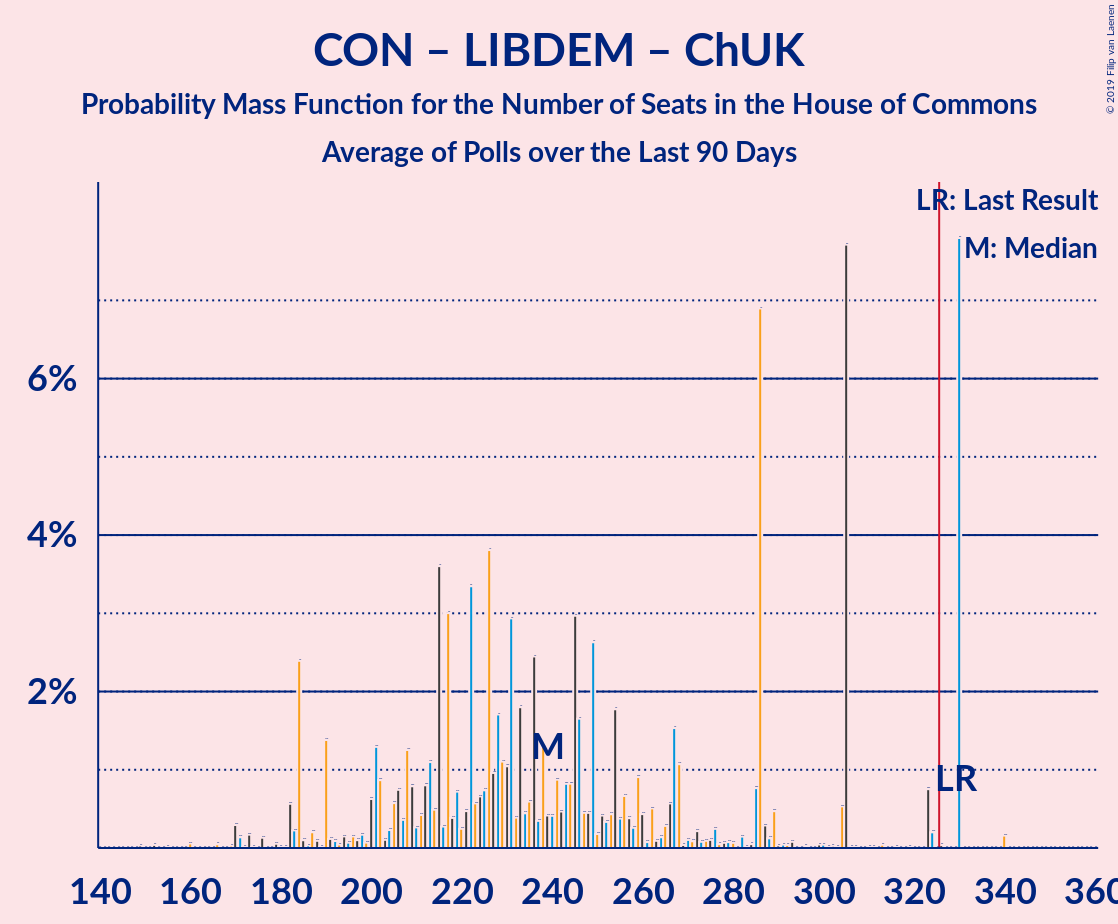 CON – LIBDEM – ChUK
Probability Mass Function for the Number of Seats in the House of Commons
Average of Polls over the Last 90 Days
© 2019 Filip van Laenen
LR: Last Result
M: Median
6%
4%
2%
M
LR
140 160 180 200 220 240 260 280 300 320 340 360